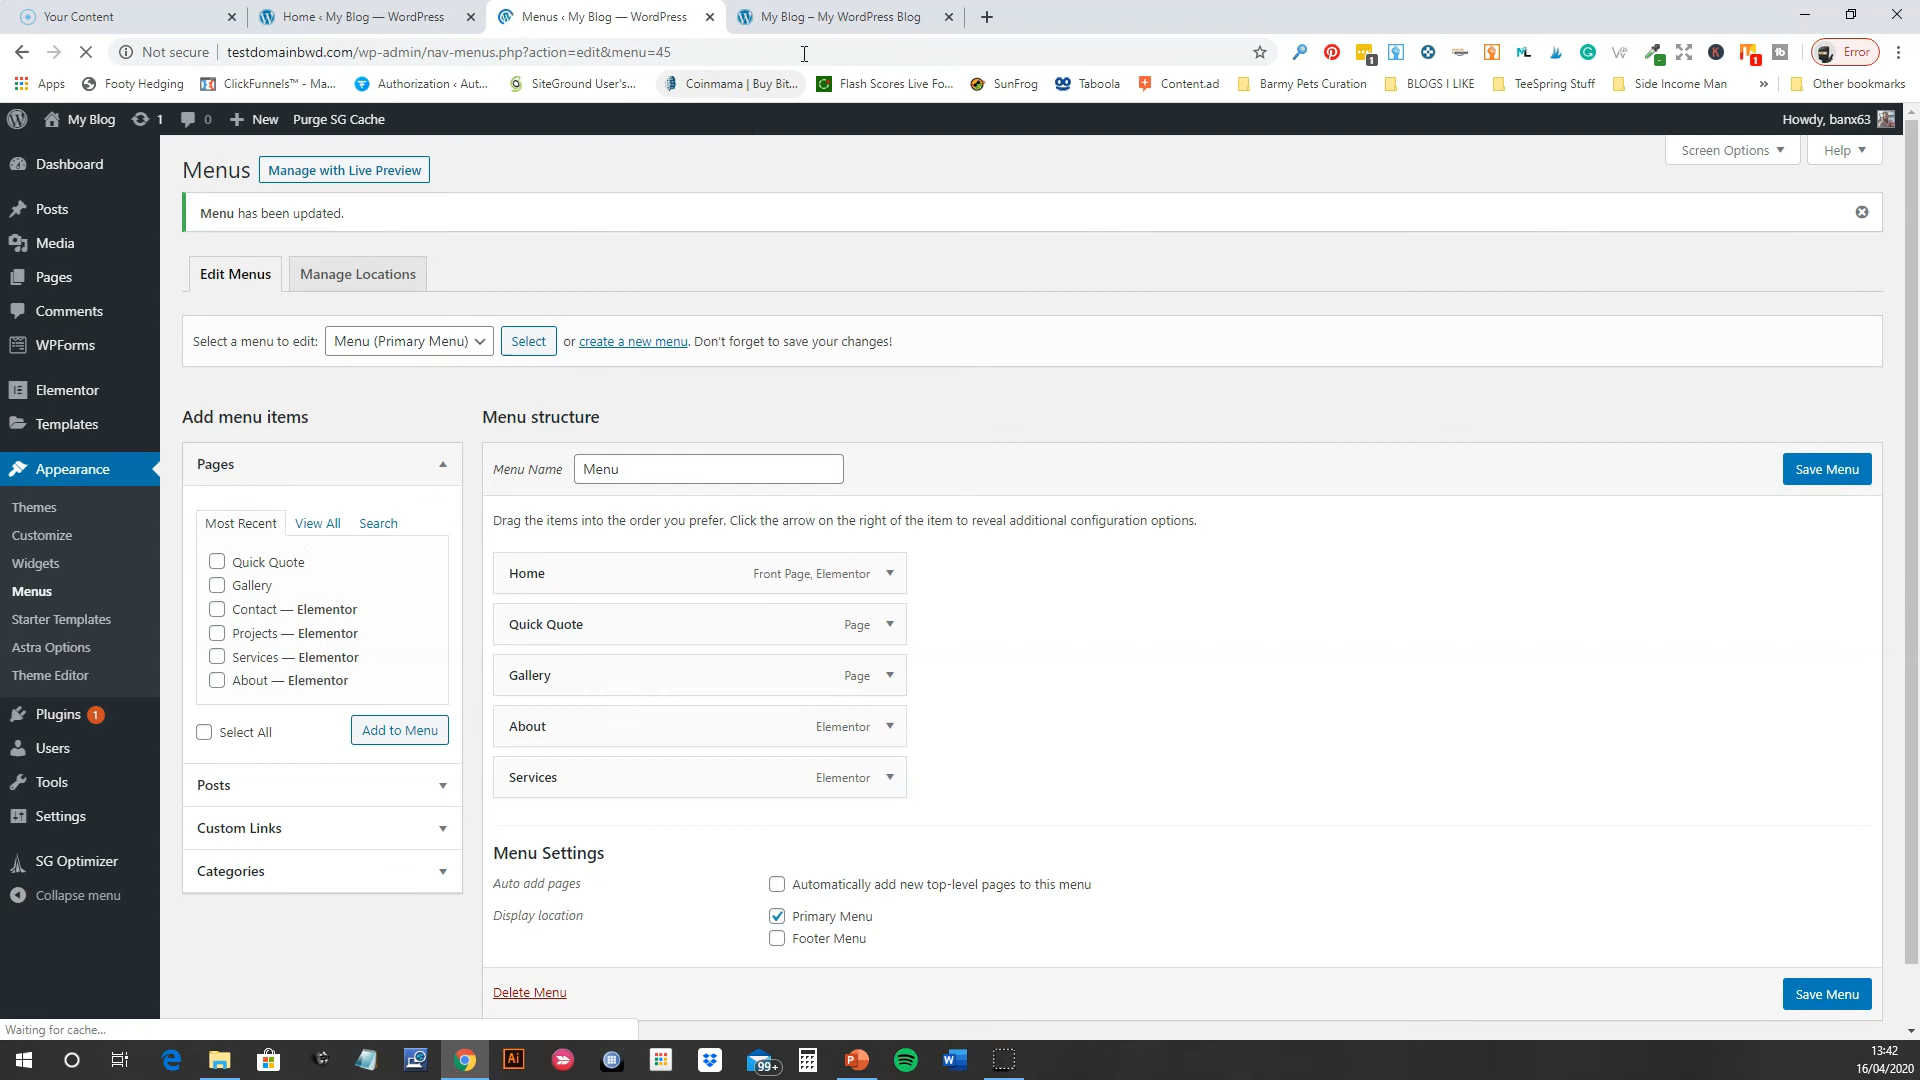 Your Content
Home ‹ My Blog — WordPress
Menus ‹ My Blog — WordPress
My Blog – My WordPress Blog
Not secure
testdomainbwd.com/wp-admin/nav-menus.php?action=edit&menu=45
Error
Apps
Footy Hedging
ClickFunnels™ - Ma...
Authorization ‹ Aut...
SiteGround User's...
Coinmama | Buy Bit...
Flash Scores Live Fo...
SunFrog
Taboola
Content.ad
Barmy Pets Curation
BLOGS I LIKE
TeeSpring Stuff
Side Income Man
»
Other bookmarks
My Blog
1
0
New
Purge SG Cache
Howdy, banx63
Dashboard
Posts
Media
Pages
Comments
WPForms
Elementor
Templates
Appearance
Themes
Customize
Widgets
Menus
Starter Templates
Astra Options
Theme Editor
Plugins 1
Users
Tools
Settings
SG Optimizer
Collapse menu
Screen Options
Help
Menus
Manage with Live Preview
Menu has been updated.
Edit Menus
Manage Locations
Select a menu to edit: Menu (Primary Menu) Select or create a new menu. Don't forget to save your changes!
Add menu items
Pages
Most Recent
View All
Search
Quick Quote
Gallery
Contact — Elementor
Projects — Elementor
Services — Elementor
About — Elementor
Select All
Add to Menu
Posts
Custom Links
Categories
Menu structure
Menu Name Menu
Save Menu
Drag the items into the order you prefer. Click the arrow on the right of the item to reveal additional configuration options.
Home Front Page, Elementor
Quick Quote Page
Gallery Page
About Elementor
Services Elementor
Menu Settings
Auto add pages
Automatically add new top-level pages to this menu
Display location
Primary Menu
Footer Menu
Delete Menu
Save Menu
Waiting for cache...
99+
13:42
16/04/2020